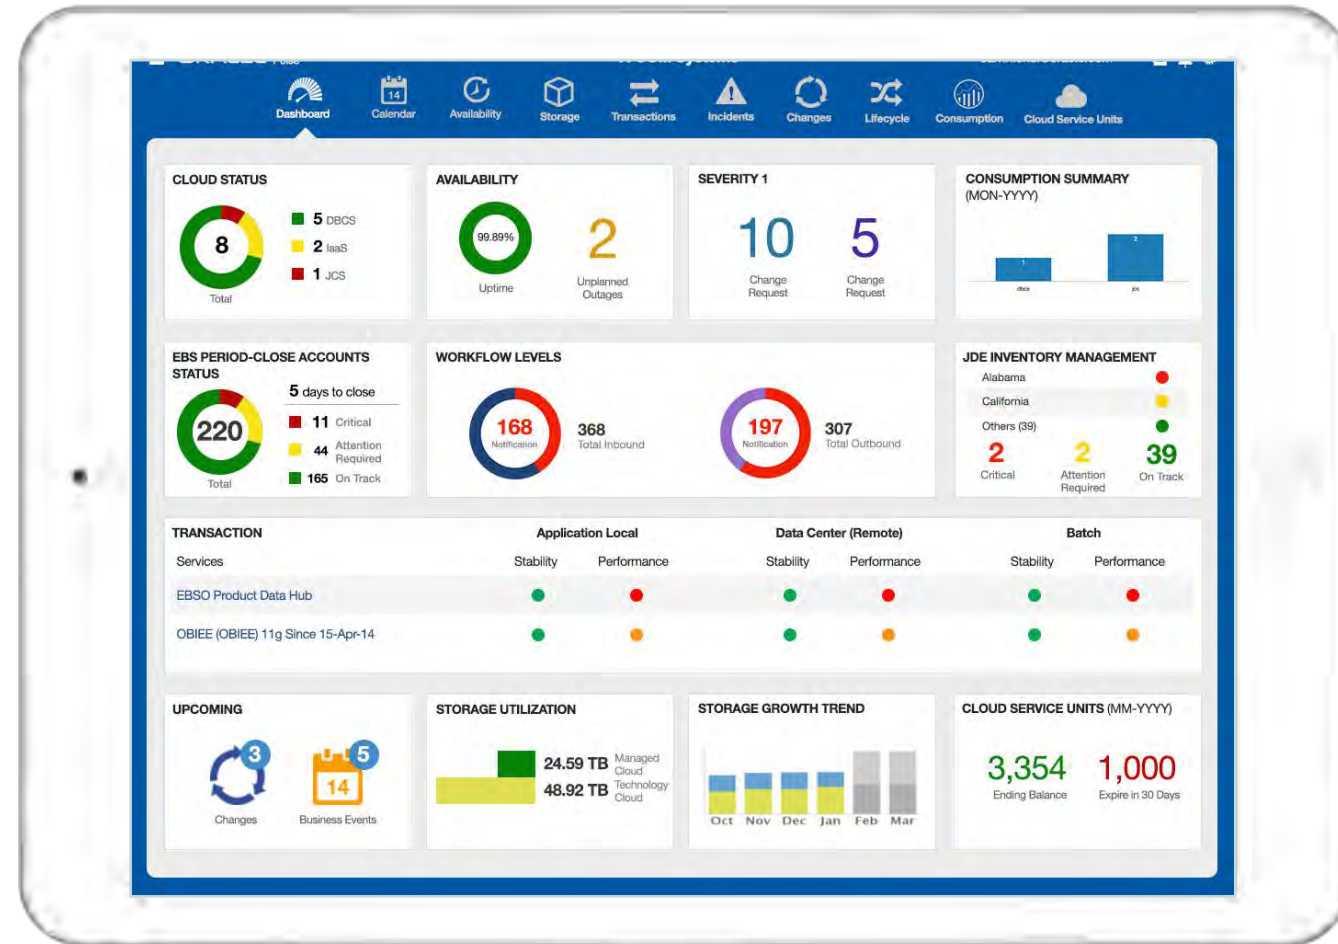 Dashboard
Calendar
Availability
Storage
Transactions
Incidents
Changes
Lifecycle
Consumption
Cloud Service Units
14
CLOUD STATUS
8
Total
5 DBCS
2 IaaS
1 JCS
AVAILABILITY
99.89%
Uptime
2
Unplanned
Outages
SEVERITY 1
10
Change
Request
5
Change
Request
CONSUMPTION SUMMARY
(MON-YYYY)
1
2
dbcs
jcs
EBS PERIOD-CLOSE ACCOUNTS
STATUS
5 days to close
220
Total
11 Critical
44 Attention
Required
165 On Track
WORKFLOW LEVELS
168
Notification
368
Total Inbound
197
Notification
307
Total Outbound
JDE INVENTORY MANAGEMENT
Alabama
California
Others (39)
2
Critical
2
Attention
Required
39
On Track
TRANSACTION
Application Local
Data Center (Remote)
Batch
Services
Stability
Performance
Stability
Performance
Stability
Performance
EBSO Product Data Hub
OBIEE (OBIEE) 11g Since 15-Apr-14
UPCOMING
3
Changes
5
14
Business Events
STORAGE UTILIZATION
24.59 TB Managed
Cloud
48.92 TB Technology
Cloud
STORAGE GROWTH TREND
Oct Nov Dec Jan Feb Mar
CLOUD SERVICE UNITS (MM-YYYY)
3,354
Ending Balance
1,000
Expire in 30 Days